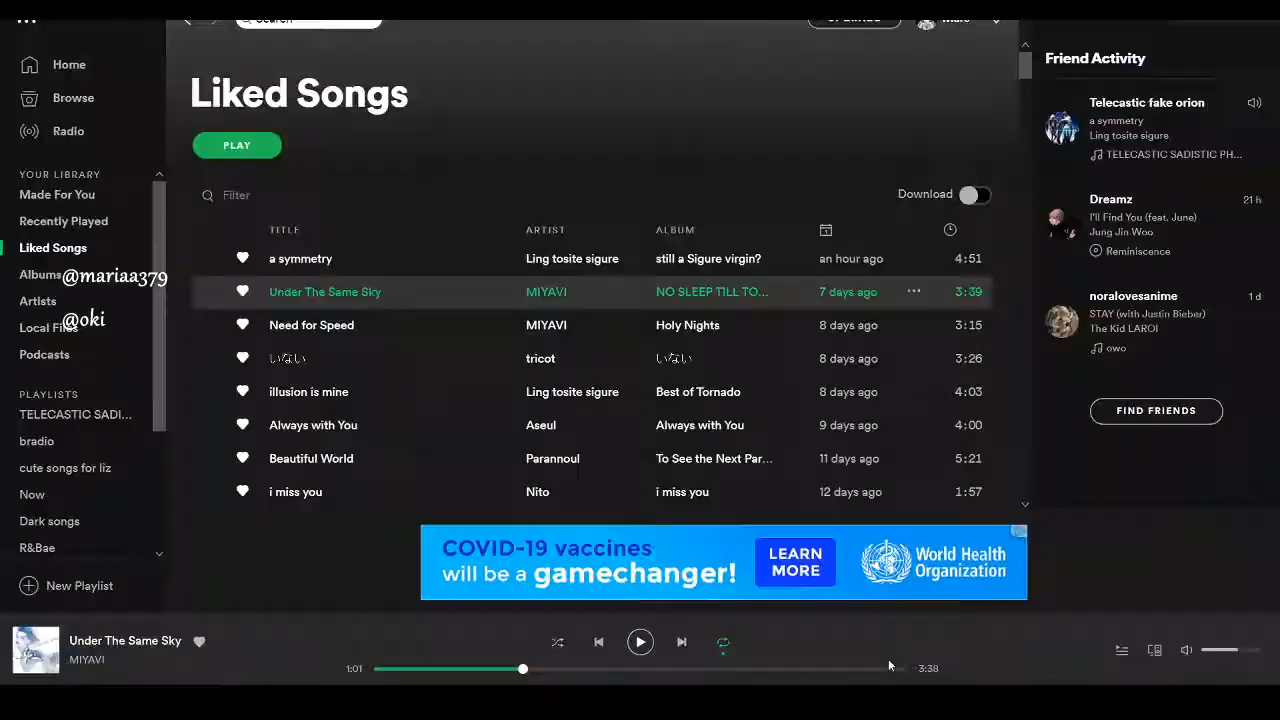 Search
UPGRADE
Home
Browse
Radio
YOUR LIBRARY
Made For You
Recently Played
Liked Songs
Albums
Artists
Local Files
Podcasts
@mariaa379
@oki
PLAYLISTS
TELECASTIC SADI...
bradio
cute songs for liz
Now
Dark songs
R&Bae
New Playlist
Liked Songs
PLAY
Filter
Download
TITLE ARTIST ALBUM
a symmetry Ling tosite sigure still a Sigure virgin? an hour ago 4:51
Under The Same Sky MIYAVI NO SLEEP TILL TO... 7 days ago ... 3:39
Need for Speed MIYAVI Holy Nights 8 days ago 3:15
いない tricot いない 8 days ago 3:26
illusion is mine Ling tosite sigure Best of Tornado 8 days ago 4:03
Always with You Aseul Always with You 9 days ago 4:00
Beautiful World Parannoul To See the Next Par... 11 days ago 5:21
i miss you Nito i miss you 12 days ago 1:57
COVID-19 vaccines
will be a gamechanger!
LEARN
MORE
World Health
Organization
Friend Activity
Telecastic fake orion
a symmetry
Ling tosite sigure
TELECASTIC SADISTIC PH...
Dreamz 21 h
I'll Find You (feat. June)
Jung Jin Woo
Reminiscence
noralovesanime 1 d
STAY (with Justin Bieber)
The Kid LAROI
owo
FIND FRIENDS
Under The Same Sky
MIYAVI
1:01
-3:38